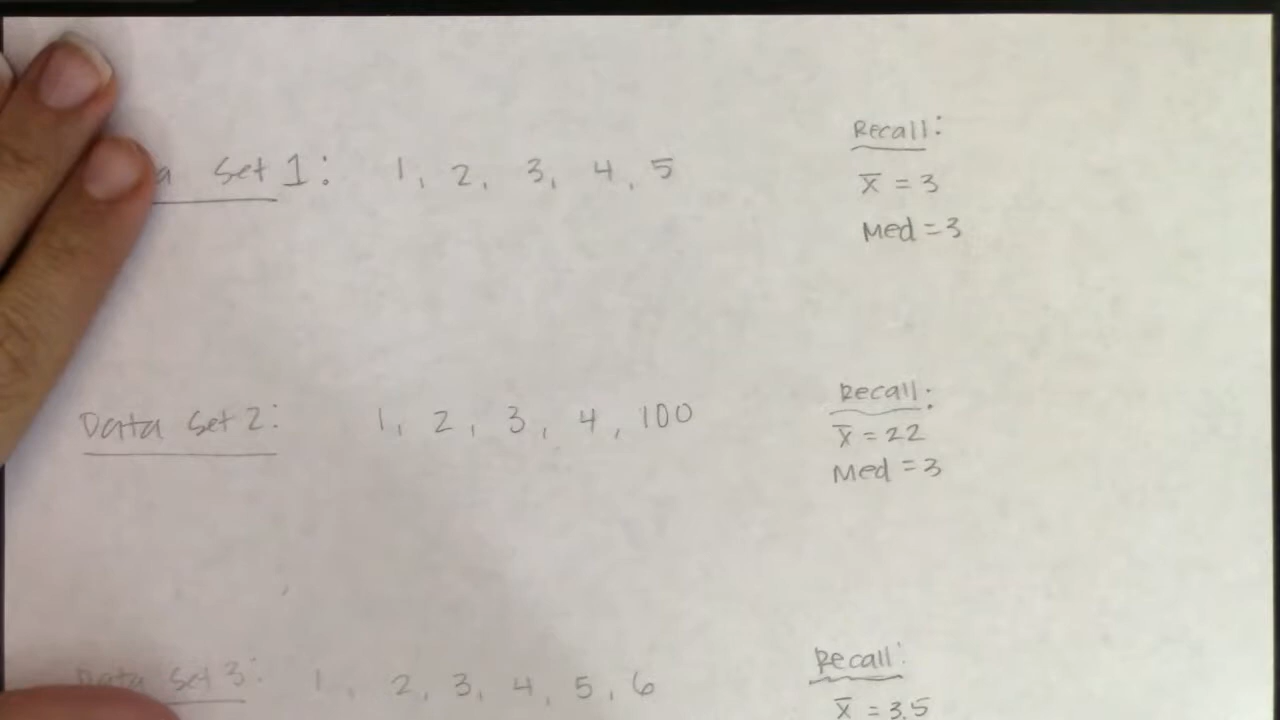 a Set 1: 1, 2, 3, 4, 5
Recall:
x̄ = 3
Med = 3
Data Set 2: 1, 2, 3, 4, 100
Recall:
x̄ = 22
Med = 3
Data Set 3: 1, 2, 3, 4, 5, 6
Recall:
x̄ = 3.5